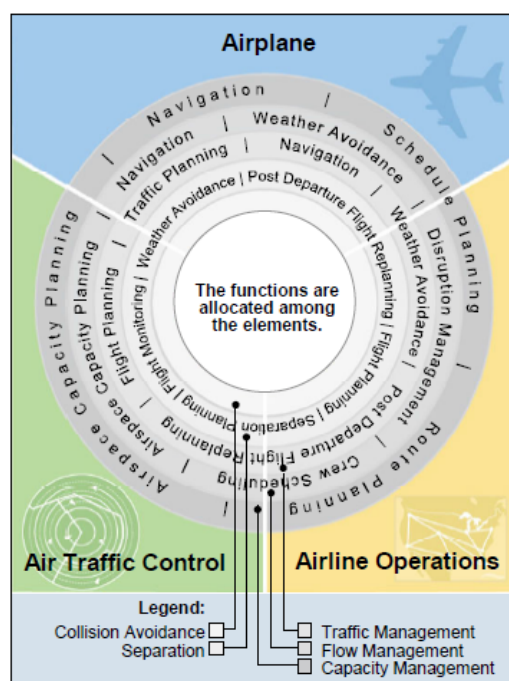 Airplane
Navigation | Schedule Planning | Route Planning | Airspace Capacity Planning |
Navigation | Weather Avoidance | Disruption Management | Crew Scheduling | Airspace Capacity Planning |
Traffic Planning | Navigation | Weather Avoidance | Post Departure Flight Replanning | Flight Planning |
Weather Avoidance | Post Departure Flight Replanning | Flight Planning | Separation Planning | Flight Monitoring |
The functions are
allocated among
the elements.
Air Traffic Control
Airline Operations
Legend:
Collision Avoidance
Separation
Traffic Management
Flow Management
Capacity Management